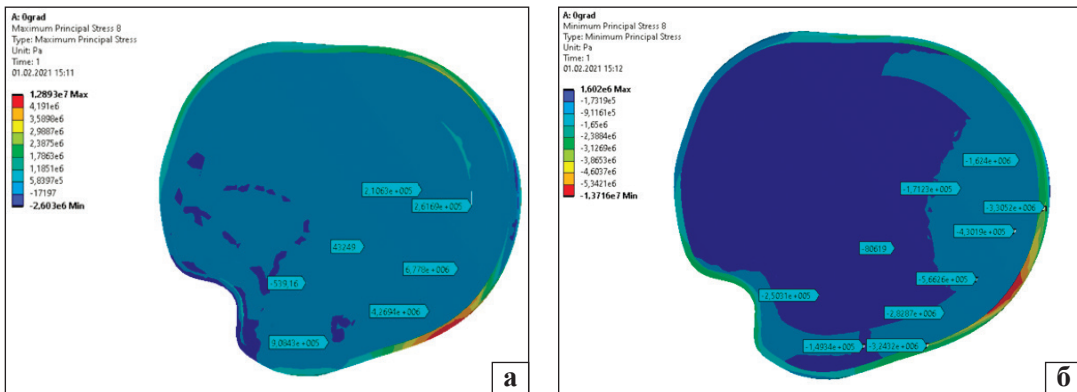 A: 0grad
Maximum Principal Stress 8
Type: Maximum Principal Stress
Unit: Pa
Time: 1
01.02.2021 15:11
1,2893e7 Max
4,191e6
3,5898e6
2,9887e6
2,3875e6
1,7863e6
1,1851e6
5,8397e5
-17197
-2,603e6 Min
2,1063e+005
2,6169e+005
43249
6,778e+006
-539,16
4,2694e+006
9,0843e+005
а
A: 0grad
Minimum Principal Stress 8
Type: Minimum Principal Stress
Unit: Pa
Time: 1
01.02.2021 15:12
1,602e6 Max
-1,7319e5
-9,1161e5
-1,65e6
-2,3884e6
-3,1269e6
-3,8653e6
-4,6037e6
-5,3421e6
-1,3716e7 Min
-1,624e+006
-1,7123e+005
-3,3052e+006
-4,3019e+005
-80619
-5,6626e+005
-2,5031e+005
-2,8287e+006
-1,4934e+005
-3,2432e+006
б